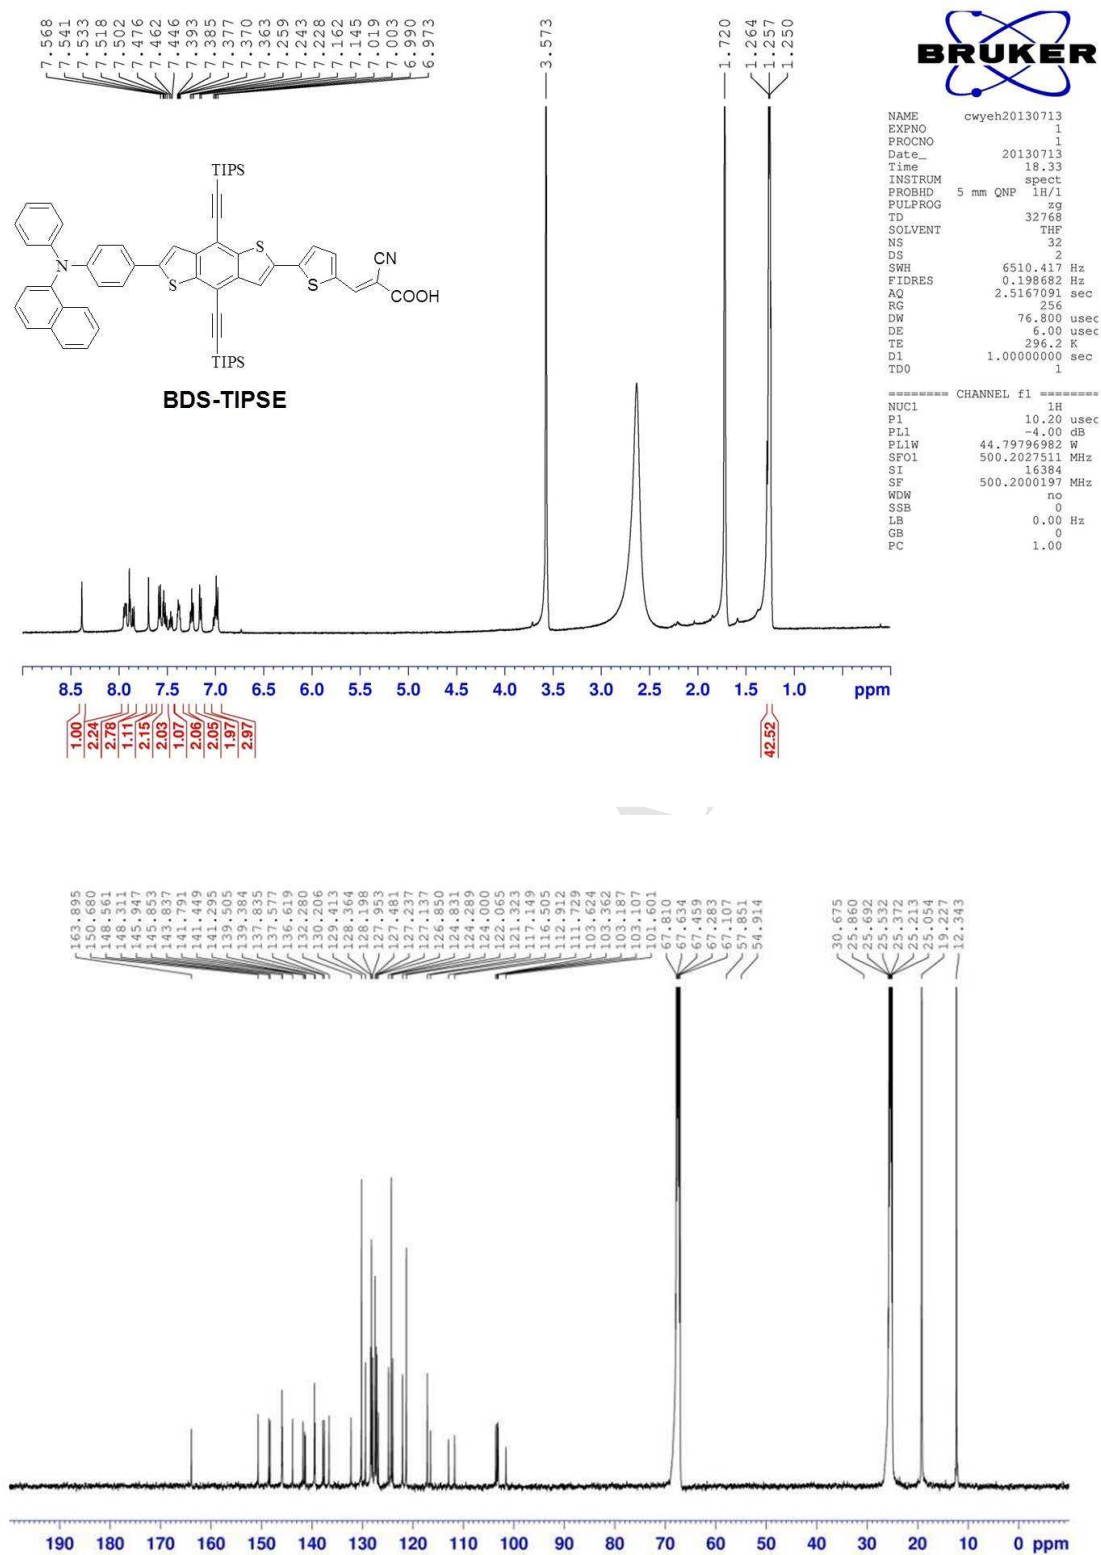 7.568
7.541
7.533
7.518
7.502
7.476
7.462
7.446
7.393
7.385
7.377
7.370
7.363
7.259
7.243
7.228
7.162
7.145
7.019
7.003
6.990
6.973
3.573
1.720
1.264
1.257
1.250
BRUKER
NAME cwyeh20130713
EXPNO 1
PROCNO 1
Date_ 20130713
Time 18.33
INSTRUM spect
PROBHD 5 mm QNP 1H/1
PULPROG zg
TD 32768
SOLVENT THF
NS 32
DS 2
SWH 6510.417 Hz
FIDRES 0.198682 Hz
AQ 2.5167091 sec
RG 256
DW 76.800 usec
DE 6.00 usec
TE 296.2 K
D1 1.00000000 sec
TD0 1
======== CHANNEL f1 ========
NUC1 1H
P1 10.20 usec
PL1 -4.00 dB
PL1W 44.79796982 W
SFO1 500.2027511 MHz
SI 16384
SF 500.2000197 MHz
WDW no
SSB 0
LB 0.00 Hz
GB 0
PC 1.00
TIPS
N
S
S
S
CN
COOH
TIPS
BDS-TIPSE
8.5 8.0 7.5 7.0 6.5 6.0 5.5 5.0 4.5 4.0 3.5 3.0 2.5 2.0 1.5 1.0 ppm
1.00
2.24
2.78
1.11
2.15
2.03
1.07
2.06
2.05
1.97
2.97
42.52
163.895
150.680
148.561
148.311
145.947
145.853
143.837
141.791
141.449
141.295
139.505
139.384
137.835
137.577
136.619
132.280
130.206
129.413
128.364
128.198
127.953
127.481
127.237
127.137
126.850
124.831
124.289
124.000
122.065
121.323
117.149
116.505
112.912
111.729
103.624
103.362
103.187
103.107
101.601
67.810
67.634
67.459
67.283
67.107
57.851
54.914
30.675
25.860
25.692
25.532
25.372
25.213
25.054
19.227
12.343
190 180 170 160 150 140 130 120 110 100 90 80 70 60 50 40 30 20 10 0 ppm